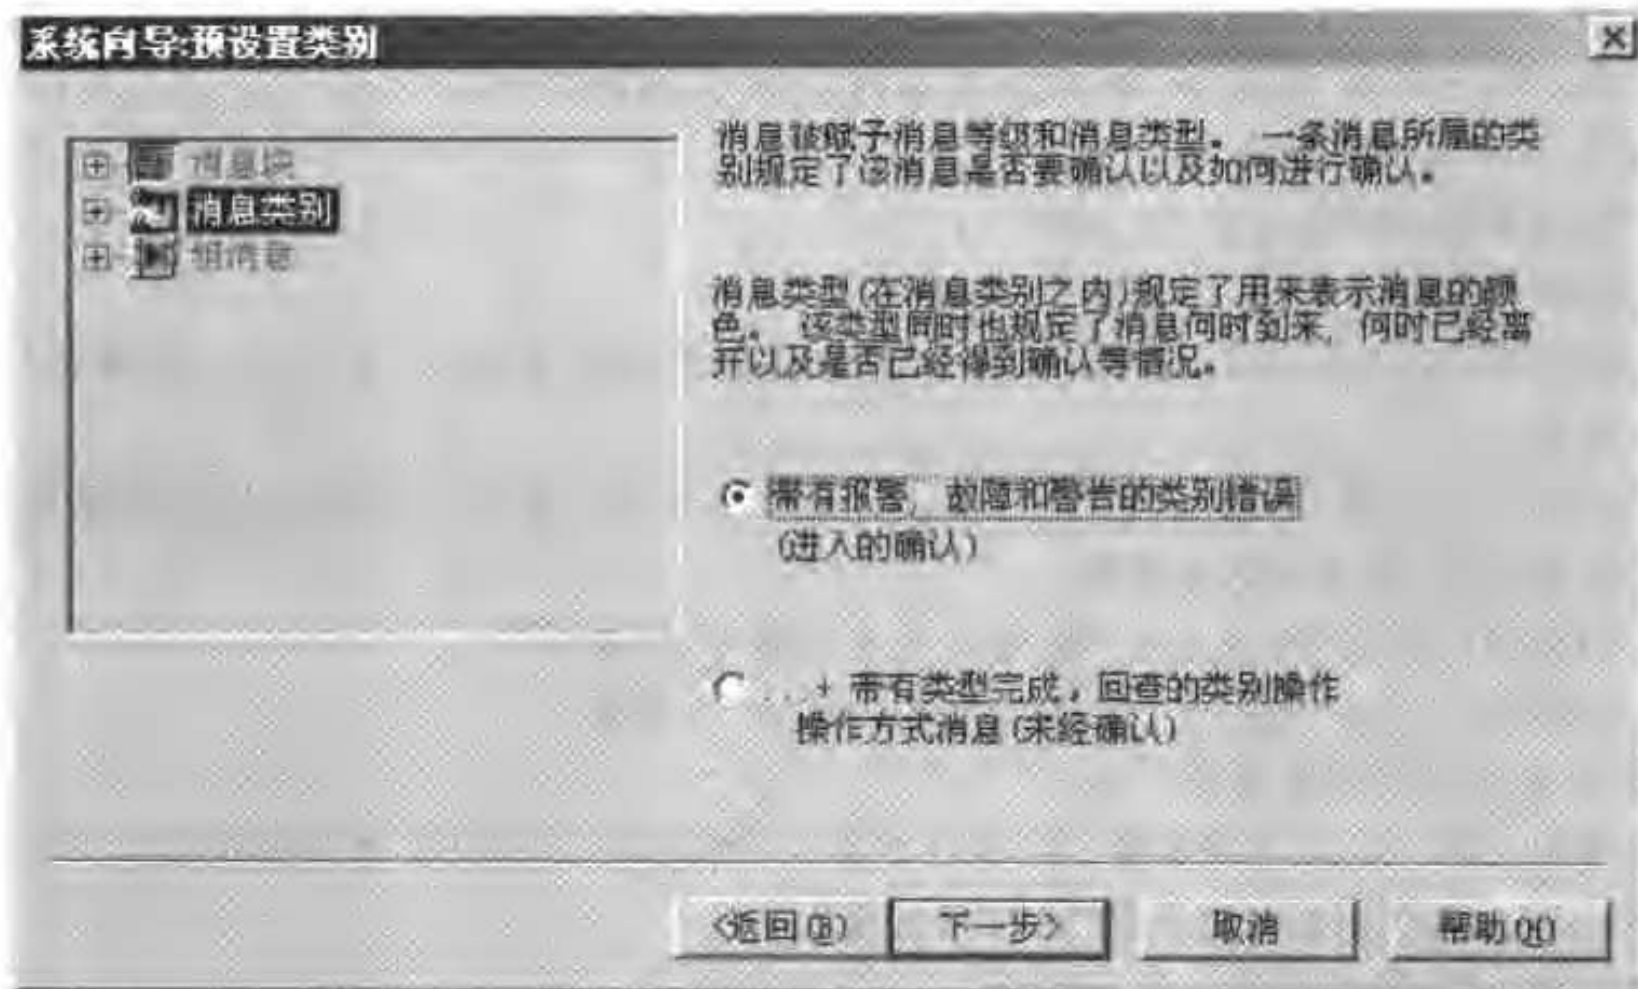 系统向导:预设置类别
消息块
消息类别
组消息
消息被赋予消息等级和消息类型。 一条消息所属的类
别规定了该消息是否要确认以及如何进行确认。
消息类型(在消息类别之内)规定了用来表示消息的颜
色。 该类型同时也规定了消息何时到来, 何时已经离
开以及是否已经得到确认等情况。
带有报警, 故障和警告的类别错误
(进入的确认)
...+ 带有类型完成,回查的类别操作
操作方式消息(未经确认)
<返回(B)
下一步>
取消
帮助(H)